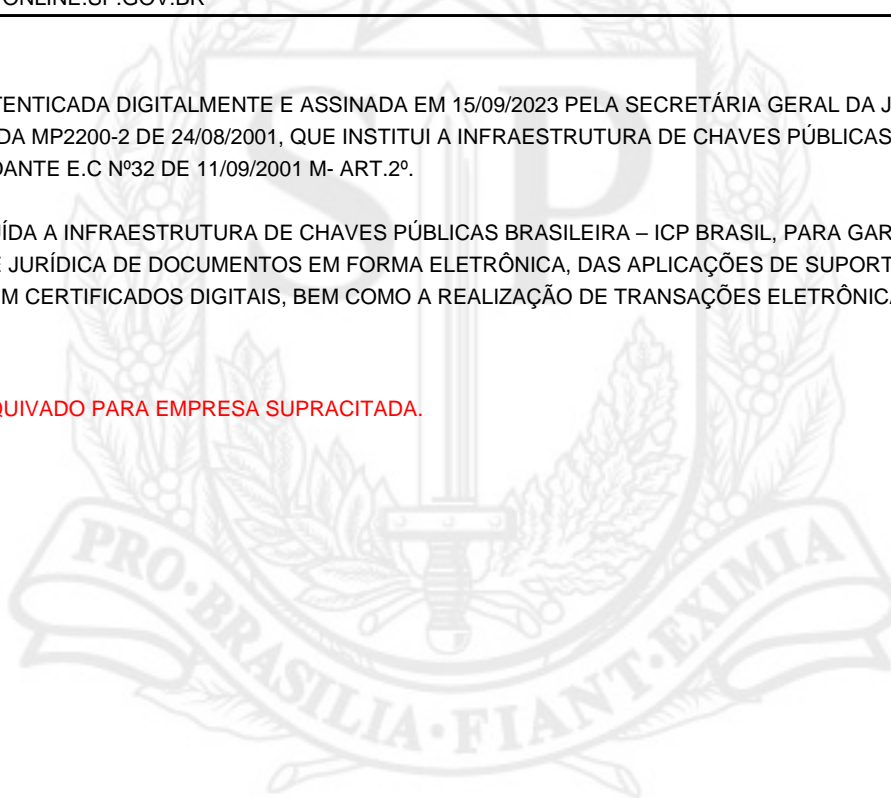 ONLINE.SP.GOV.BR
TENTICADA DIGITALMENTE E ASSINADA EM 15/09/2023 PELA SECRETÁRIA GERAL DA J
DA MP2200-2 DE 24/08/2001, QUE INSTITUI A INFRAESTRUTURA DE CHAVES PÚBLICAS
DANTE E.C Nº32 DE 11/09/2001 M- ART.2º.
ÍDA A INFRAESTRUTURA DE CHAVES PÚBLICAS BRASILEIRA – ICP BRASIL, PARA GAR
E JURÍDICA DE DOCUMENTOS EM FORMA ELETRÔNICA, DAS APLICAÇÕES DE SUPORT
M CERTIFICADOS DIGITAIS, BEM COMO A REALIZAÇÃO DE TRANSAÇÕES ELETRÔNICA
QUIVADO PARA EMPRESA SUPRACITADA.
SP
PRO·BRASILIA·FIANT·EXIMIA